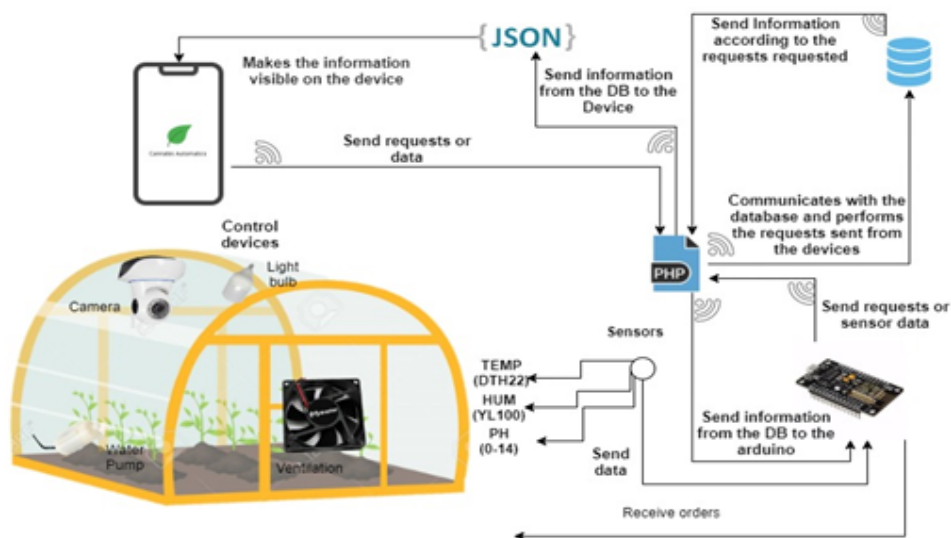 {JSON}
Makes the information
visible on the device
Send information
from the DB to the
Device
Send Information
according to the
requests requested
Cannabis Automatics
Send requests or
data
Communicates with the
database and performs
the requests sent from
the devices
PHP
Control
devices
Light
bulb
Camera
Send requests or
sensor data
Sensors
TEMP
(DTH22)
HUM
(YL100)
PH
(0-14)
Send
data
Send information
from the DB to the
arduino
Water
Pump
Ventilation
Receive orders